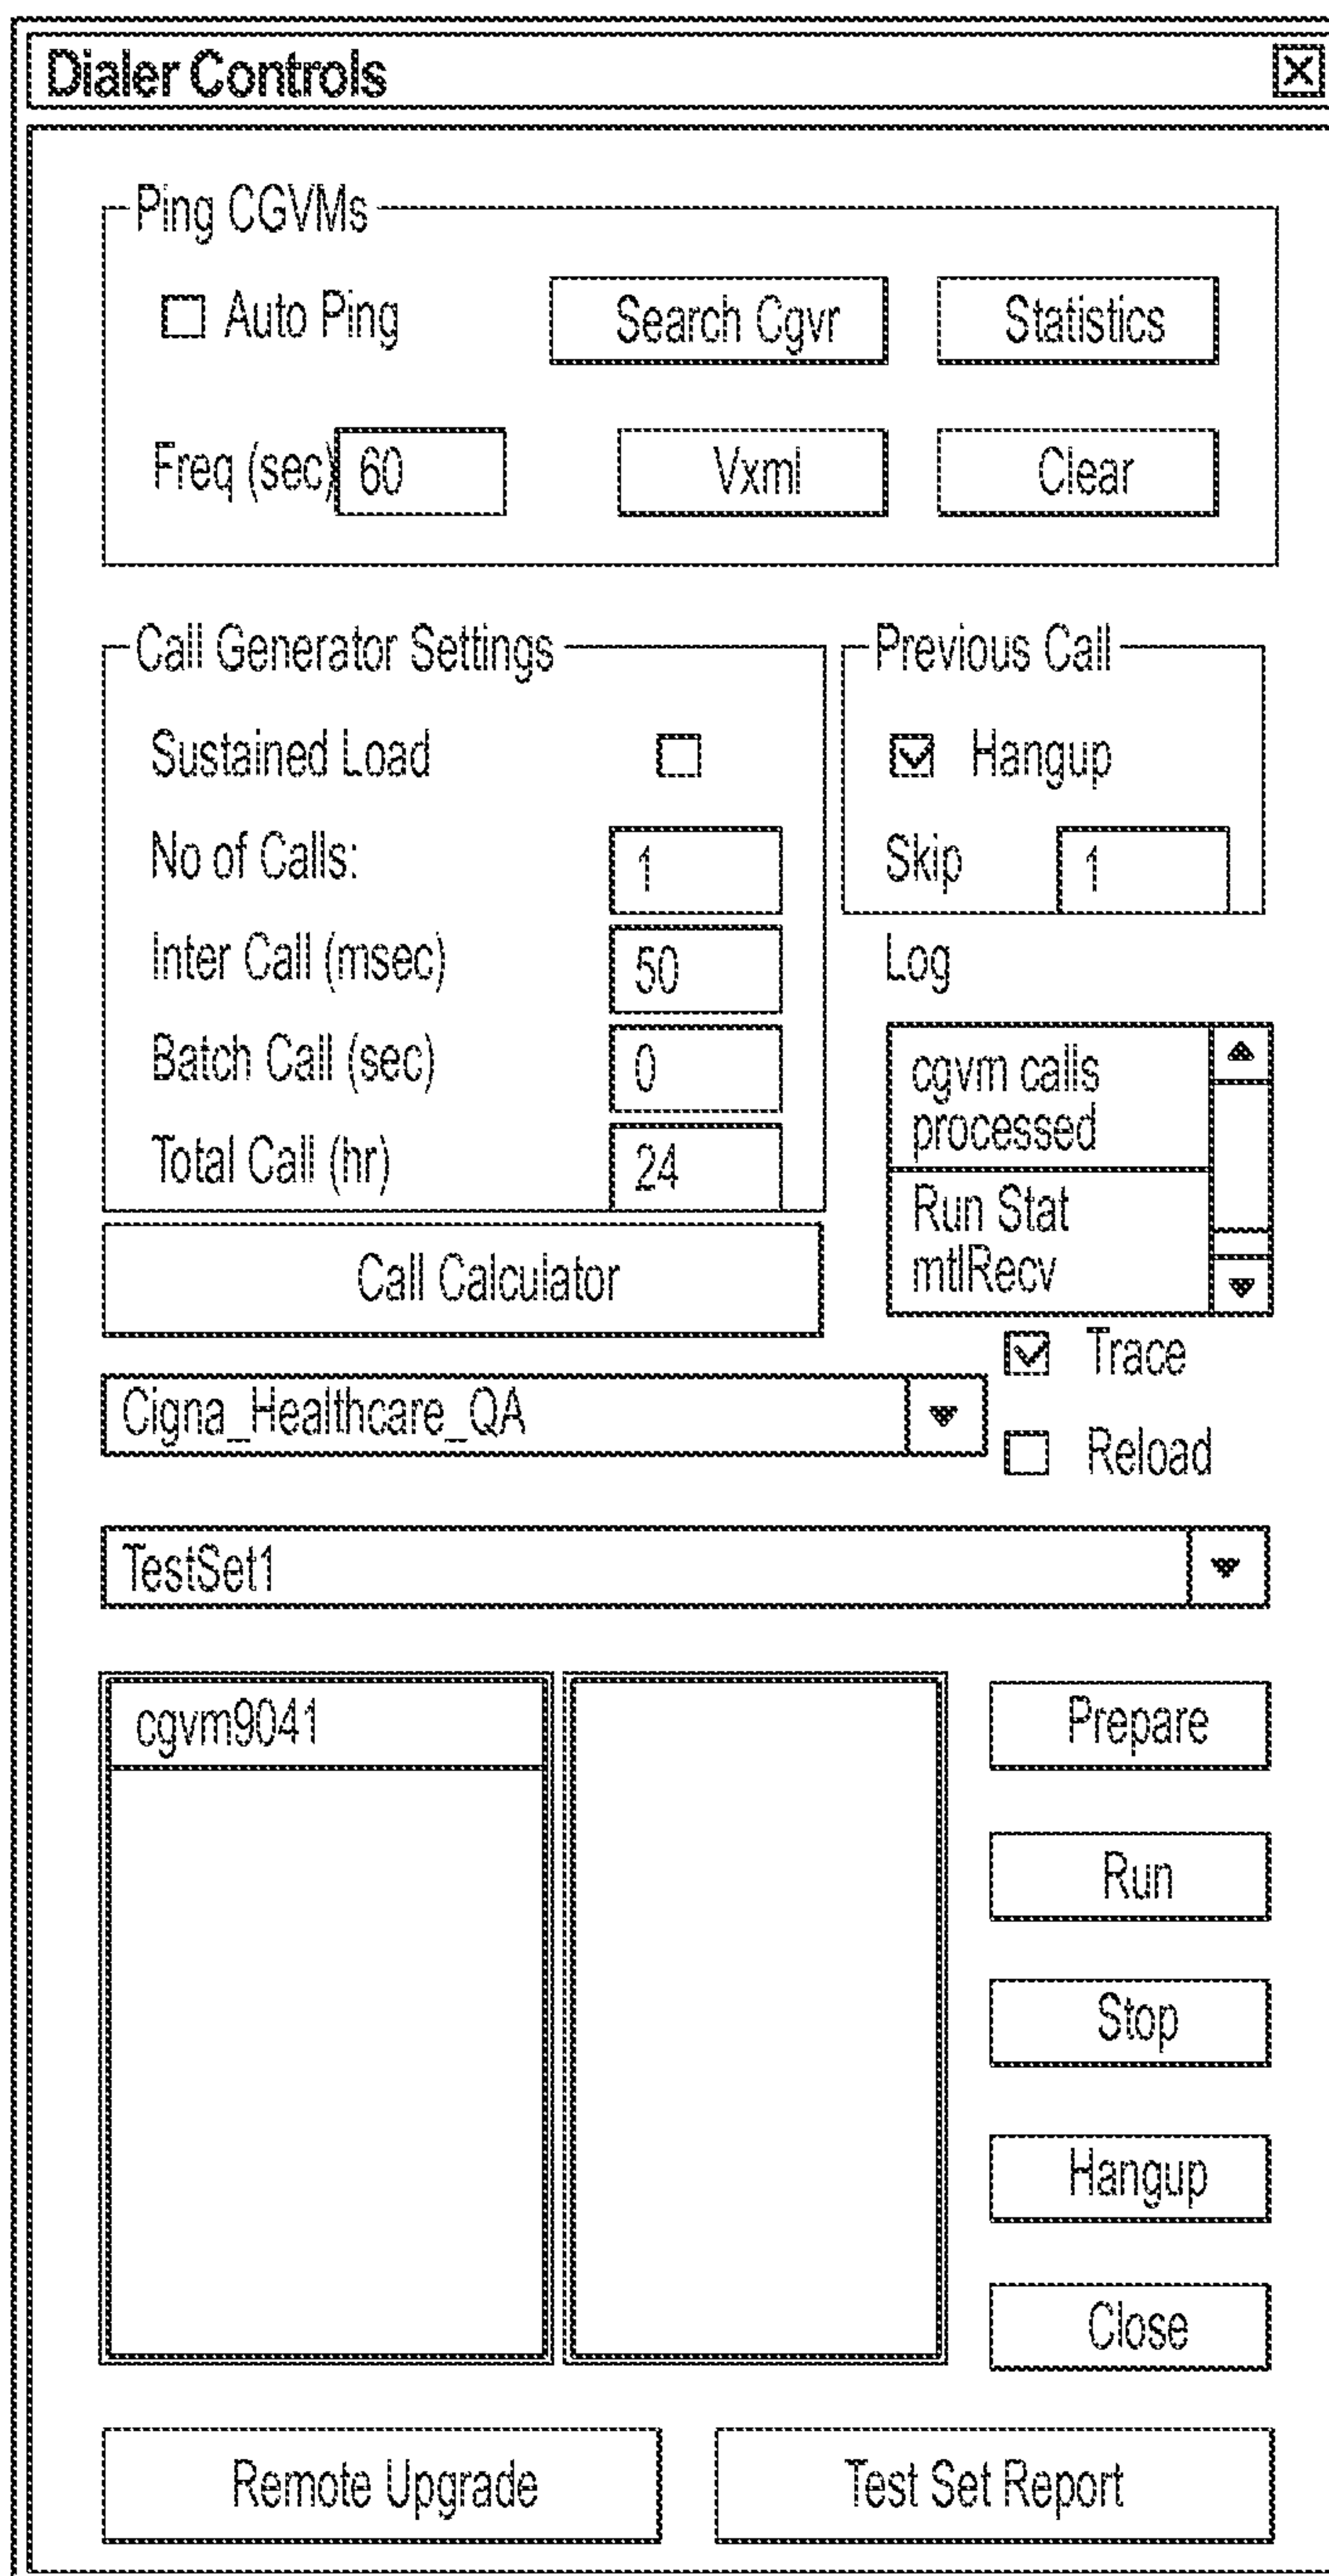 Dialer Controls
Ping CGVMs
Auto Ping
Search Cgvr
Statistics
Freq (sec)
60
Vxml
Clear
Call Generator Settings
Sustained Load
No of Calls:
1
Inter Call (msec)
50
Batch Call (sec)
0
Total Call (hr)
24
Call Calculator
Previous Call
Hangup
Skip
1
Log
cgvm calls
processed
Run Stat
mtlRecv
Trace
Cigna_Healthcare_QA
Reload
TestSet1
cgvm9041
Prepare
Run
Stop
Hangup
Close
Remote Upgrade
Test Set Report